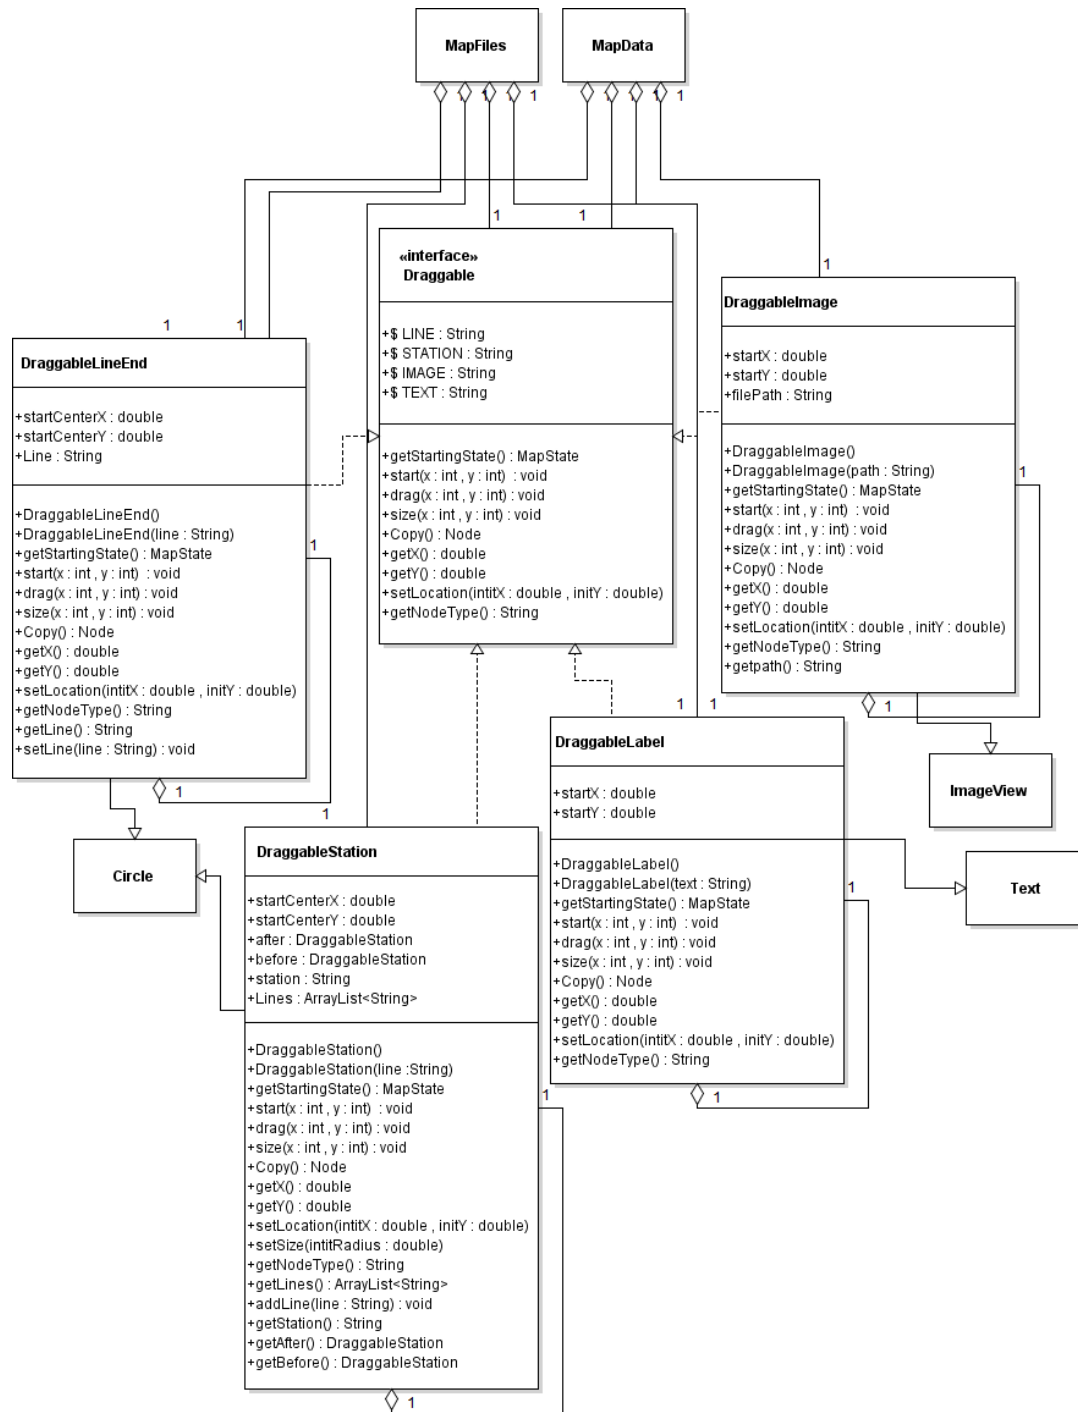 MapFiles
MapData
1
1
1
1
1
1
1
1
1
1
«interface»
Draggable
+$ LINE : String
+$ STATION : String
+$ IMAGE : String
+$ TEXT : String
+getStartingState() : MapState
+start(x : int , y : int) : void
+drag(x : int , y : int) : void
+size(x : int , y : int) : void
+Copy() : Node
+getX() : double
+getY() : double
+setLocation(intitX : double , initY : double)
+getNodeType() : String
1
DraggableImage
+startX : double
+startY : double
+filePath : String
+DraggableImage()
+DraggableImage(path : String)
+getStartingState() : MapState
+start(x : int , y : int) : void
+drag(x : int , y : int) : void
+size(x : int , y : int) : void
+Copy() : Node
+getX() : double
+getY() : double
+setLocation(intitX : double , initY : double)
+getNodeType() : String
+getpath() : String
1
1
1
1
DraggableLineEnd
+startCenterX : double
+startCenterY : double
+Line : String
+DraggableLineEnd()
+DraggableLineEnd(line : String)
+getStartingState() : MapState
+start(x : int , y : int) : void
+drag(x : int , y : int) : void
+size(x : int , y : int) : void
+Copy() : Node
+getX() : double
+getY() : double
+setLocation(intitX : double , initY : double)
+getNodeType() : String
+getLine() : String
+setLine(line : String) : void
1
1
1
1
DraggableLabel
+startX : double
+startY : double
+DraggableLabel()
+DraggableLabel(text : String)
+getStartingState() : MapState
+start(x : int , y : int) : void
+drag(x : int , y : int) : void
+size(x : int , y : int) : void
+Copy() : Node
+getX() : double
+getY() : double
+setLocation(intitX : double , initY : double)
+getNodeType() : String
1
1
ImageView
Text
Circle
1
DraggableStation
+startCenterX : double
+startCenterY : double
+after : DraggableStation
+before : DraggableStation
+station : String
+Lines : ArrayList<String>
+DraggableStation()
+DraggableStation(line :String)
+getStartingState() : MapState
+start(x : int , y : int) : void
+drag(x : int , y : int) : void
+size(x : int , y : int) : void
+Copy() : Node
+getX() : double
+getY() : double
+setLocation(intitX : double , initY : double)
+setSize(intitRadius : double)
+getNodeType() : String
+getLines() : ArrayList<String>
+addLine(line : String) : void
+getStation() : String
+getAfter() : DraggableStation
+getBefore() : DraggableStation
1
1